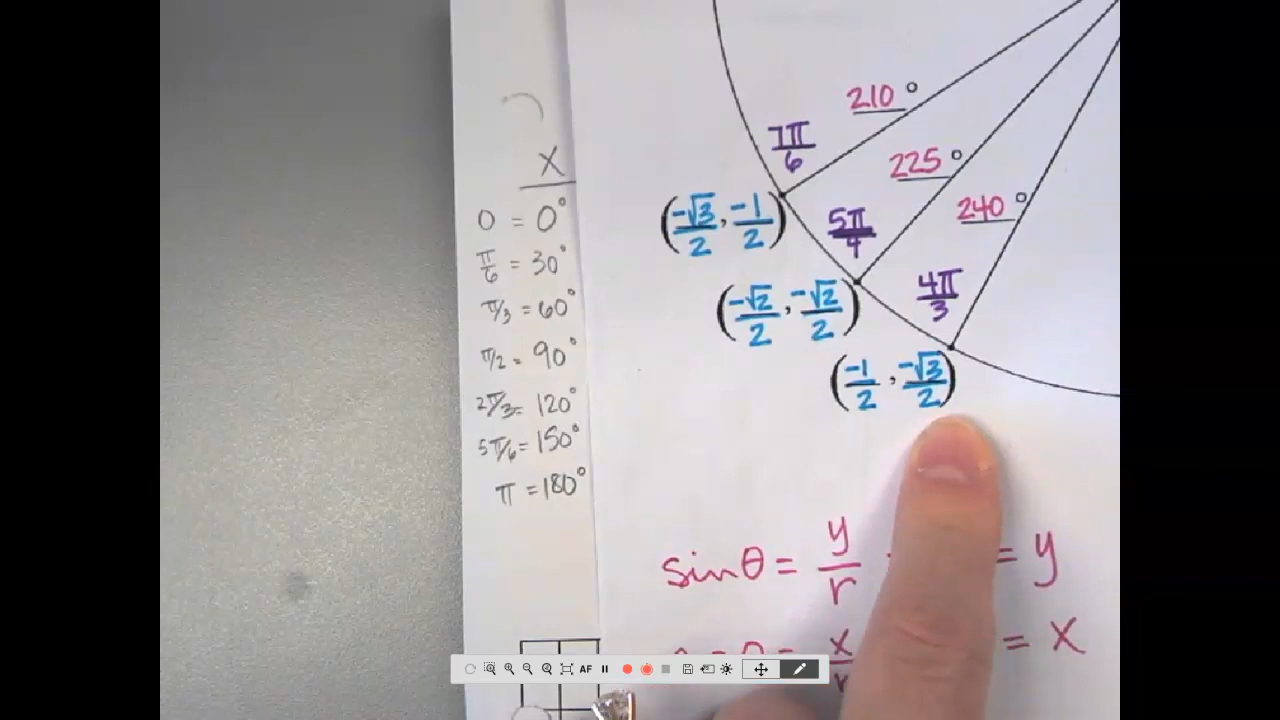 X
0 = 0°
π/6 = 30°
π/3 = 60°
π/2 = 90°
2π/3 = 120°
5π/6 = 150°
π = 180°
210°
7π/6
(-√3/2, -1/2)
225°
5π/4
(-√2/2, -√2/2)
240°
4π/3
(-1/2, -√3/2)
sinθ = y/r = y
= x/r = X
AF